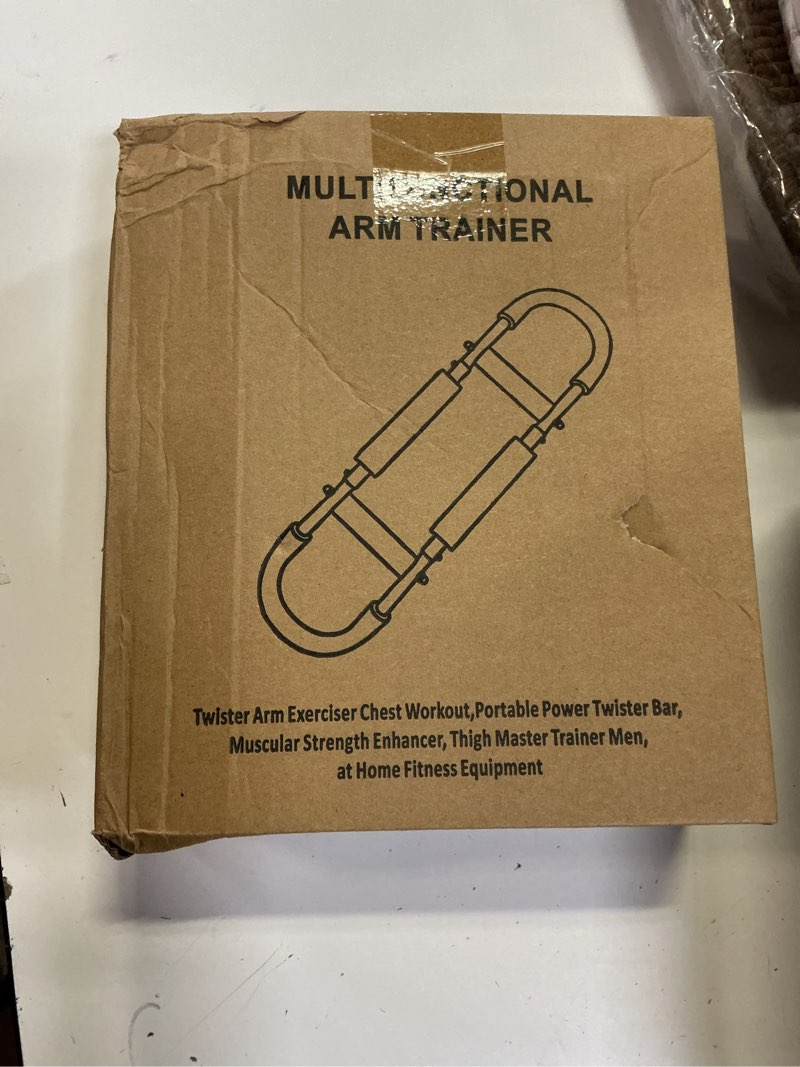 MULTIFUNCTIONAL
ARM TRAINER
Twister Arm Exerciser Chest Workout,Portable Power Twister Bar,
Muscular Strength Enhancer, Thigh Master Trainer Men,
at Home Fitness Equipment